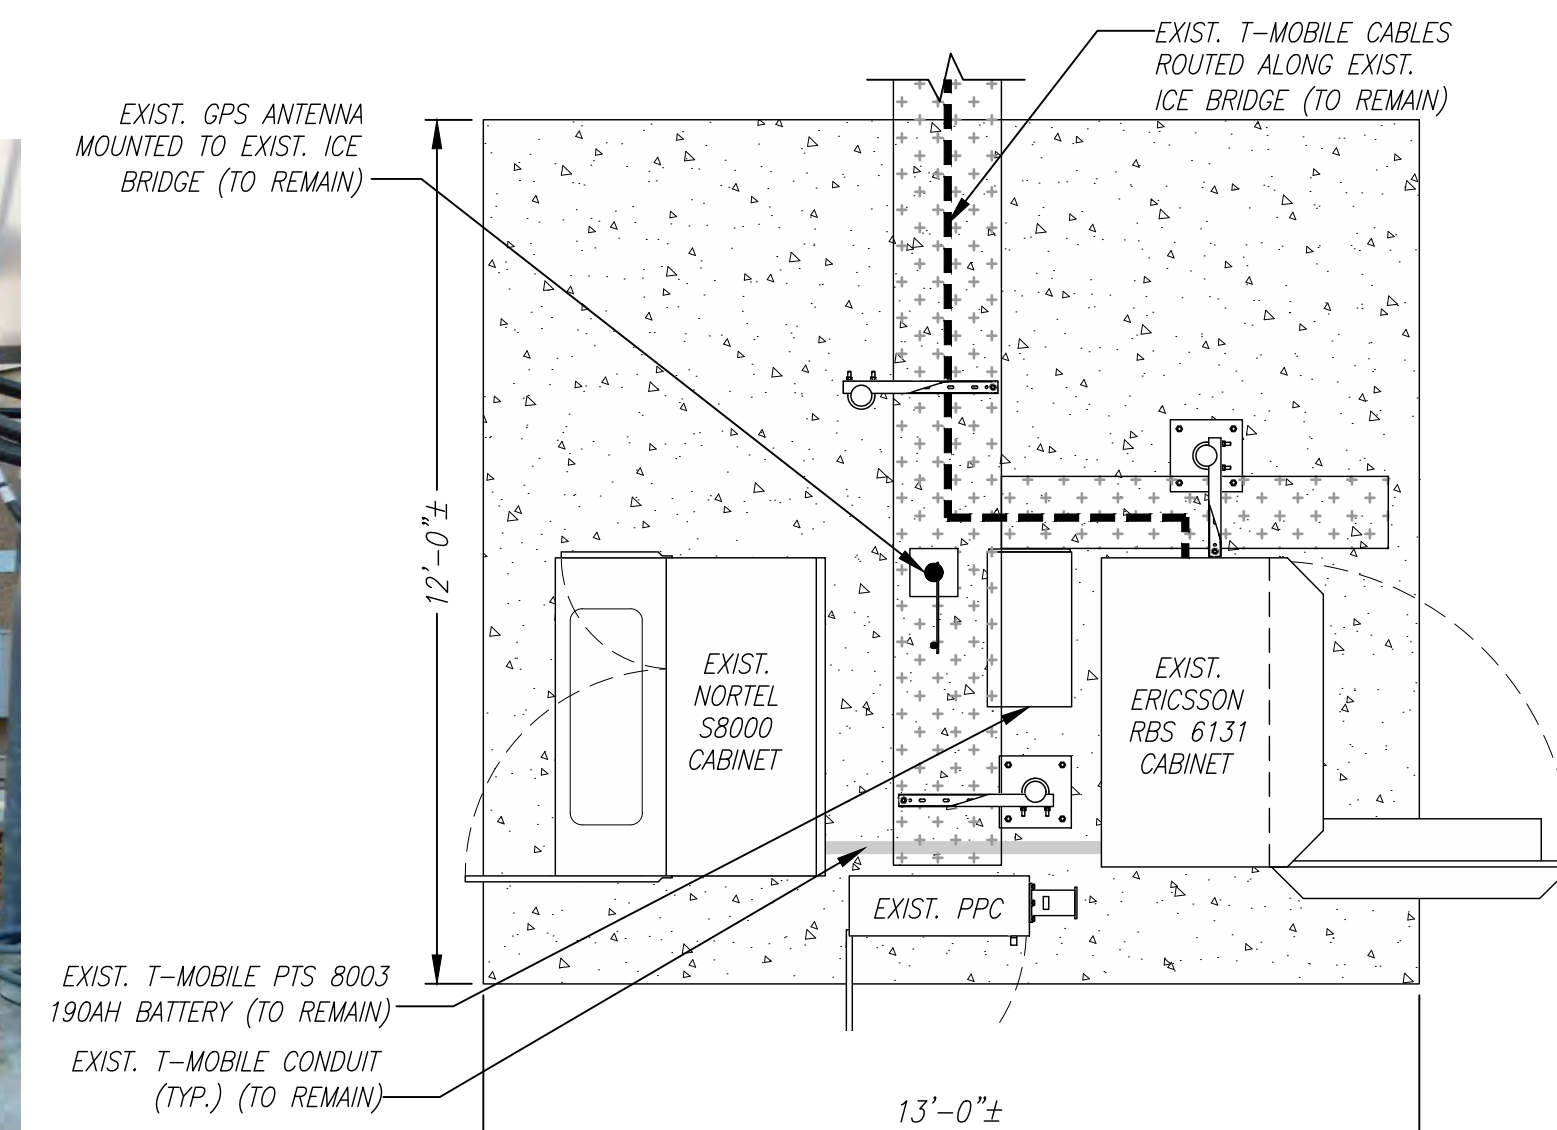 EXIST. T-MOBILE CABLES
ROUTED ALONG EXIST.
ICE BRIDGE (TO REMAIN)
EXIST. GPS ANTENNA
MOUNTED TO EXIST. ICE
BRIDGE (TO REMAIN)
12'-0"±
EXIST.
NORTEL
S8000
CABINET
EXIST.
ERICSSON
RBS 6131
CABINET
EXIST. PPC
EXIST. T-MOBILE PTS 8003
190AH BATTERY (TO REMAIN)
EXIST. T-MOBILE CONDUIT
(TYP.) (TO REMAIN)
13'-0"±